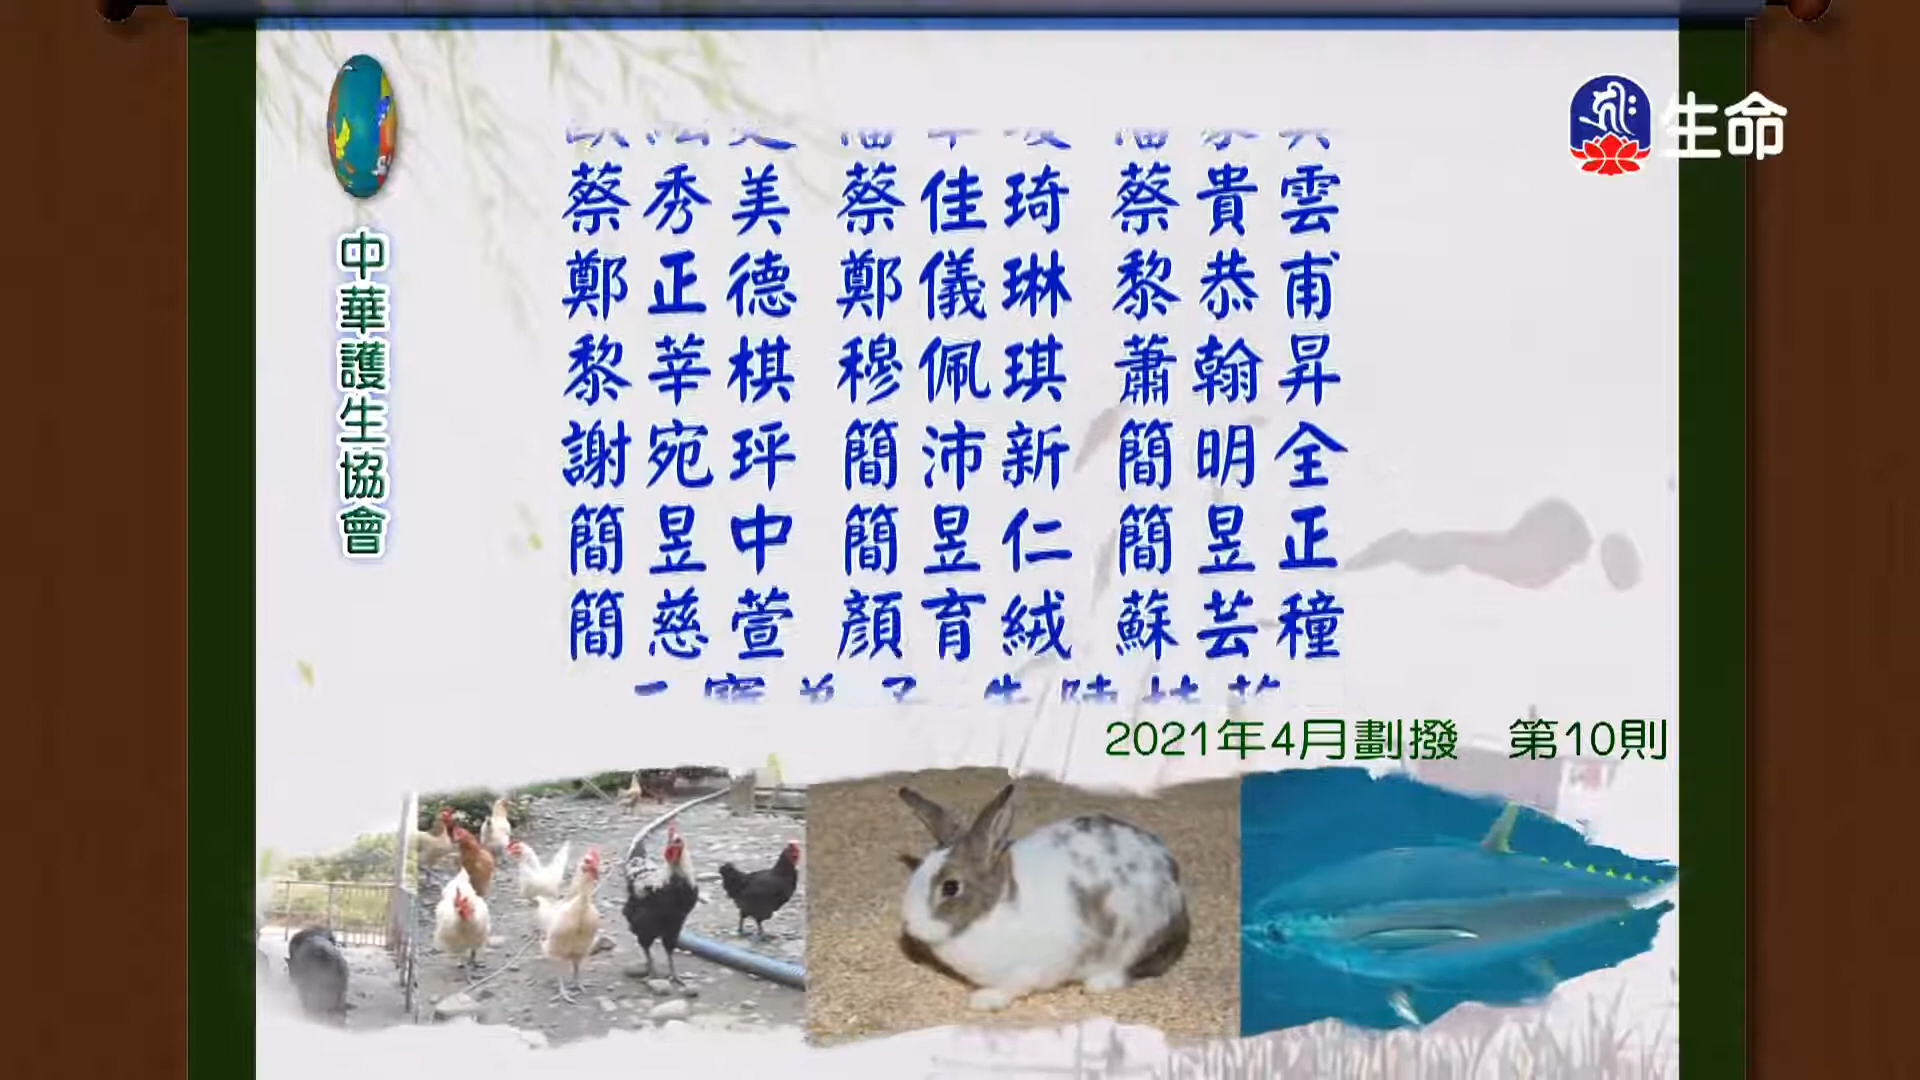 生命
中華護生協會
蔡秀美 蔡佳琦 蔡貴雲
鄭正德 鄭儀琳 黎恭甫
黎莘棋 穆佩琪 蕭翰昇
謝宛玶 簡沛新 簡明全
簡昱中 簡昱仁 簡昱正
簡慈萱 顏育絨 蘇芸穜
2021年4月劃撥 第10則